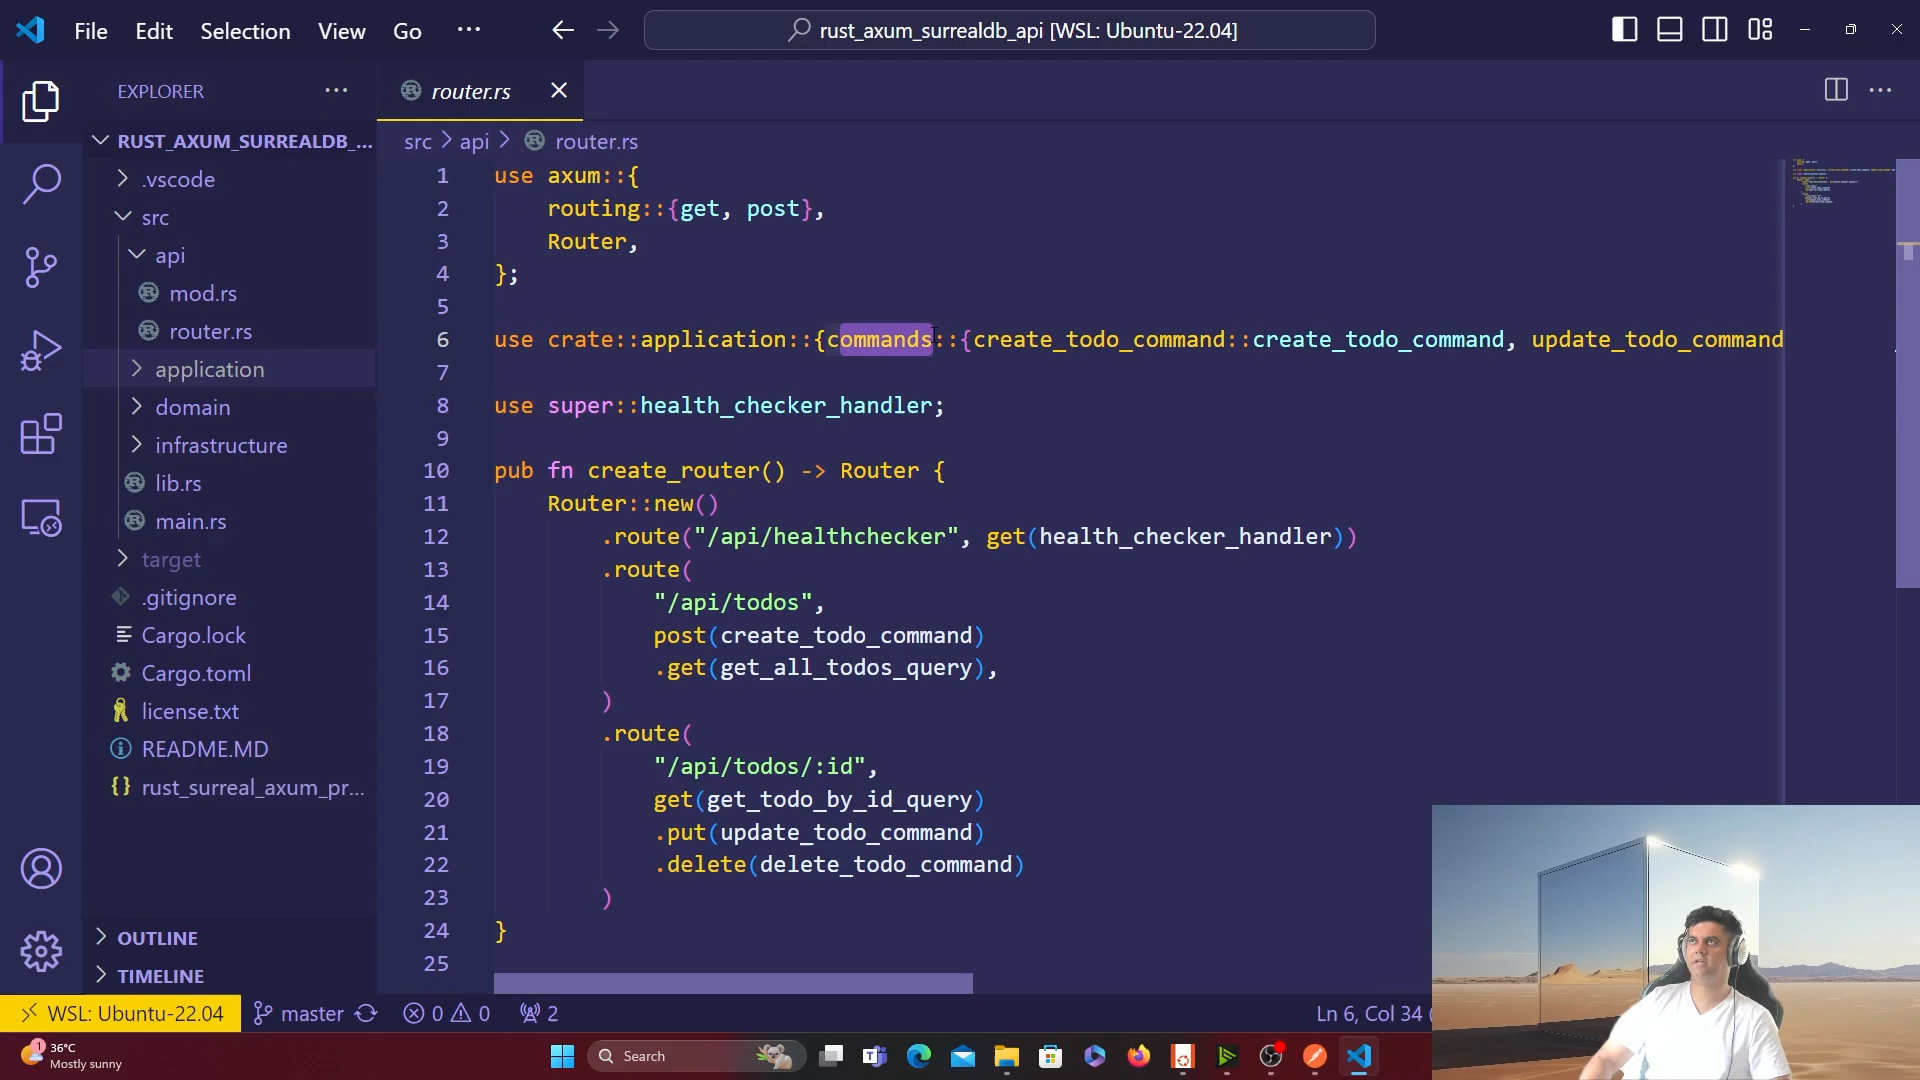 File Edit Selection View Go ···
rust_axum_surrealdb_api [WSL: Ubuntu-22.04]
EXPLORER ···
RUST_AXUM_SURREALDB_...
.vscode
src
api
mod.rs
router.rs
application
domain
infrastructure
lib.rs
main.rs
target
.gitignore
Cargo.lock
Cargo.toml
license.txt
README.MD
{} rust_surreal_axum_pr...
OUTLINE
TIMELINE
router.rs
src > api > router.rs
1 use axum::{
2 routing::{get, post},
3 Router,
4 };
5
6 use crate::application::{commands::{create_todo_command::create_todo_command, update_todo_command
7
8 use super::health_checker_handler;
9
10 pub fn create_router() -> Router {
11 Router::new()
12 .route("/api/healthchecker", get(health_checker_handler))
13 .route(
14 "/api/todos",
15 post(create_todo_command)
16 .get(get_all_todos_query),
17 )
18 .route(
19 "/api/todos/:id",
20 get(get_todo_by_id_query)
21 .put(update_todo_command)
22 .delete(delete_todo_command)
23 )
24 }
25
WSL: Ubuntu-22.04 master 0 0 2 Ln 6, Col 34
1 36°C
Mostly sunny
Search